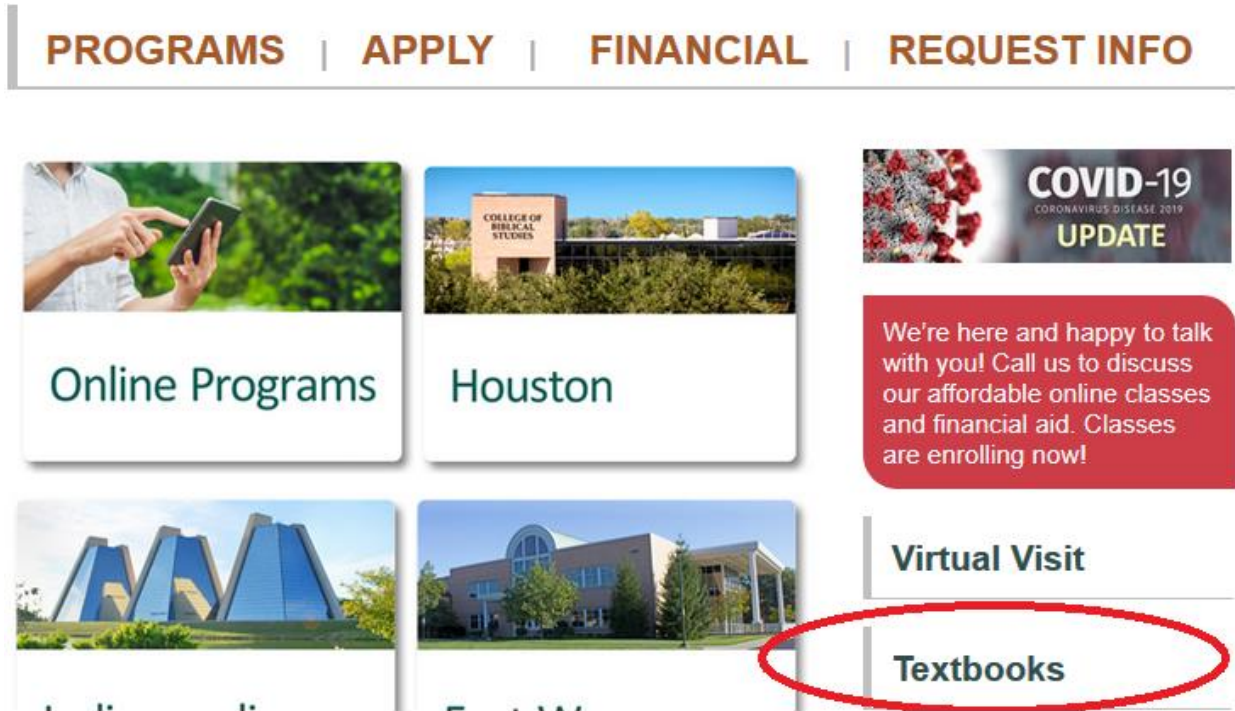 PROGRAMS | APPLY | FINANCIAL | REQUEST INFO
COLLEGE OF
BIBLICAL
STUDIES
Online Programs
Houston
COVID-19
CORONAVIRUS DISEASE 2019
UPDATE
We're here and happy to talk
with you! Call us to discuss
our affordable online classes
and financial aid. Classes
are enrolling now!
Virtual Visit
Textbooks